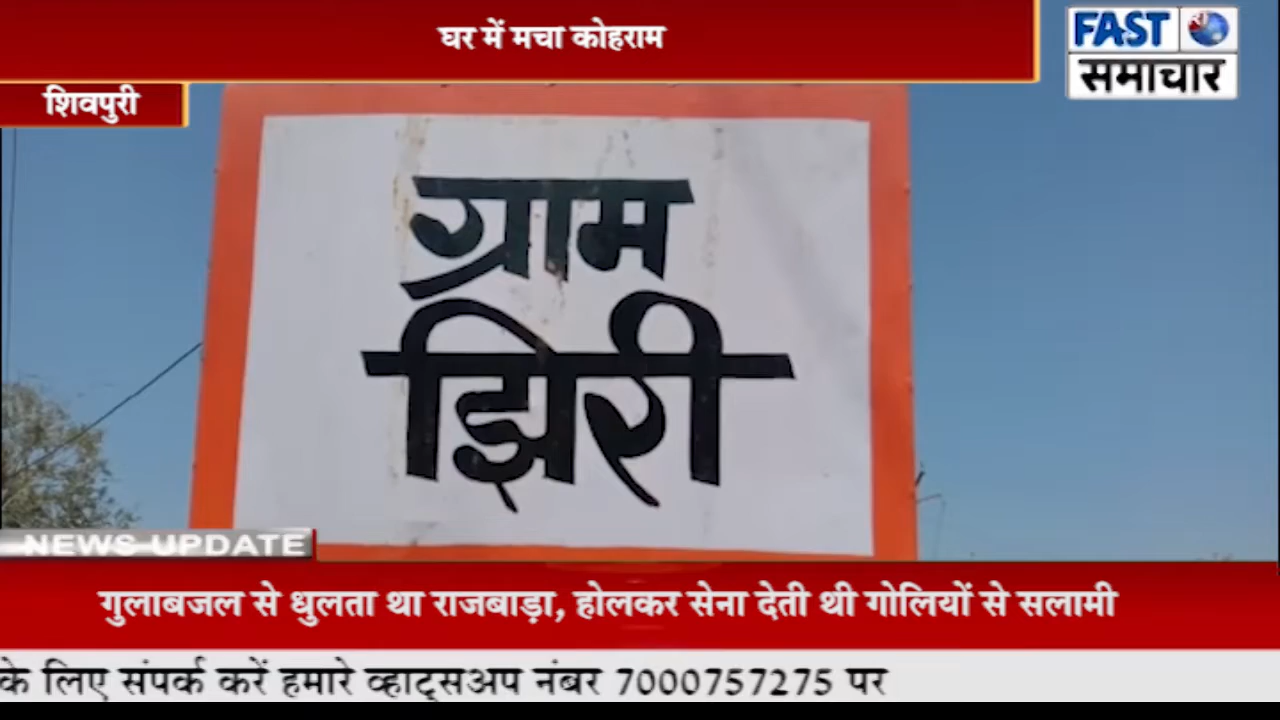 घर में मचा कोहराम
FAST
समाचार
शिवपुरी
ग्राम
झिरी
NEWS UPDATE
गुलाबजल से धुलता था राजबाड़ा, होलकर सेना देती थी गोलियों से सलामी
के लिए संपर्क करें हमारे व्हाट्सअप नंबर 7000757275 पर